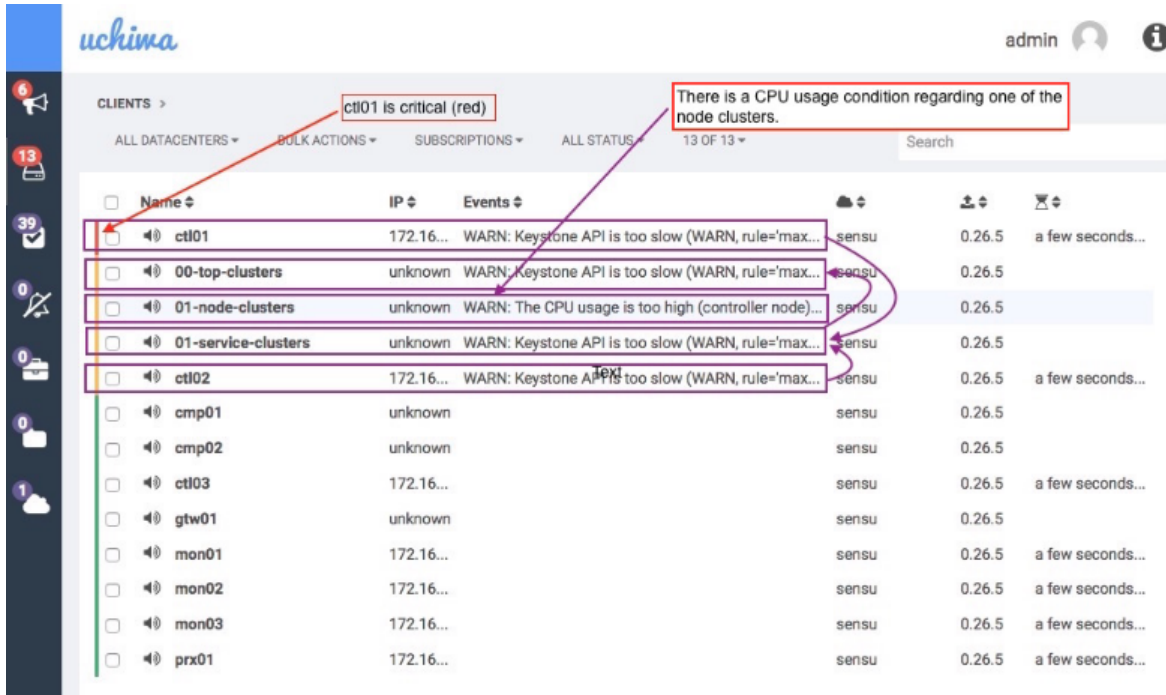 uchiwa
admin
6
CLIENTS >
ctl01 is critical (red)
There is a CPU usage condition regarding one of the
node clusters.
ALL DATACENTERS
BULK ACTIONS
SUBSCRIPTIONS
ALL STATUS
13 OF 13
Search
13
Name IP Events
39
ctl01 172.16... WARN: Keystone API is too slow (WARN, rule='max... sensu 0.26.5 a few seconds...
00-top-clusters unknown WARN: Keystone API is too slow (WARN, rule='max... sensu 0.26.5
0
01-node-clusters unknown WARN: The CPU usage is too high (controller node)... sensu 0.26.5
01-service-clusters unknown WARN: Keystone API is too slow (WARN, rule='max... sensu 0.26.5
0
Text
ctl02 172.16... WARN: Keystone API is too slow (WARN, rule='max... sensu 0.26.5 a few seconds...
cmp01 unknown sensu 0.26.5
0
cmp02 unknown sensu 0.26.5
ctl03 172.16... sensu 0.26.5 a few seconds...
1
gtw01 unknown sensu 0.26.5
mon01 172.16... sensu 0.26.5 a few seconds...
mon02 172.16... sensu 0.26.5 a few seconds...
mon03 172.16... sensu 0.26.5 a few seconds...
prx01 172.16... sensu 0.26.5 a few seconds...